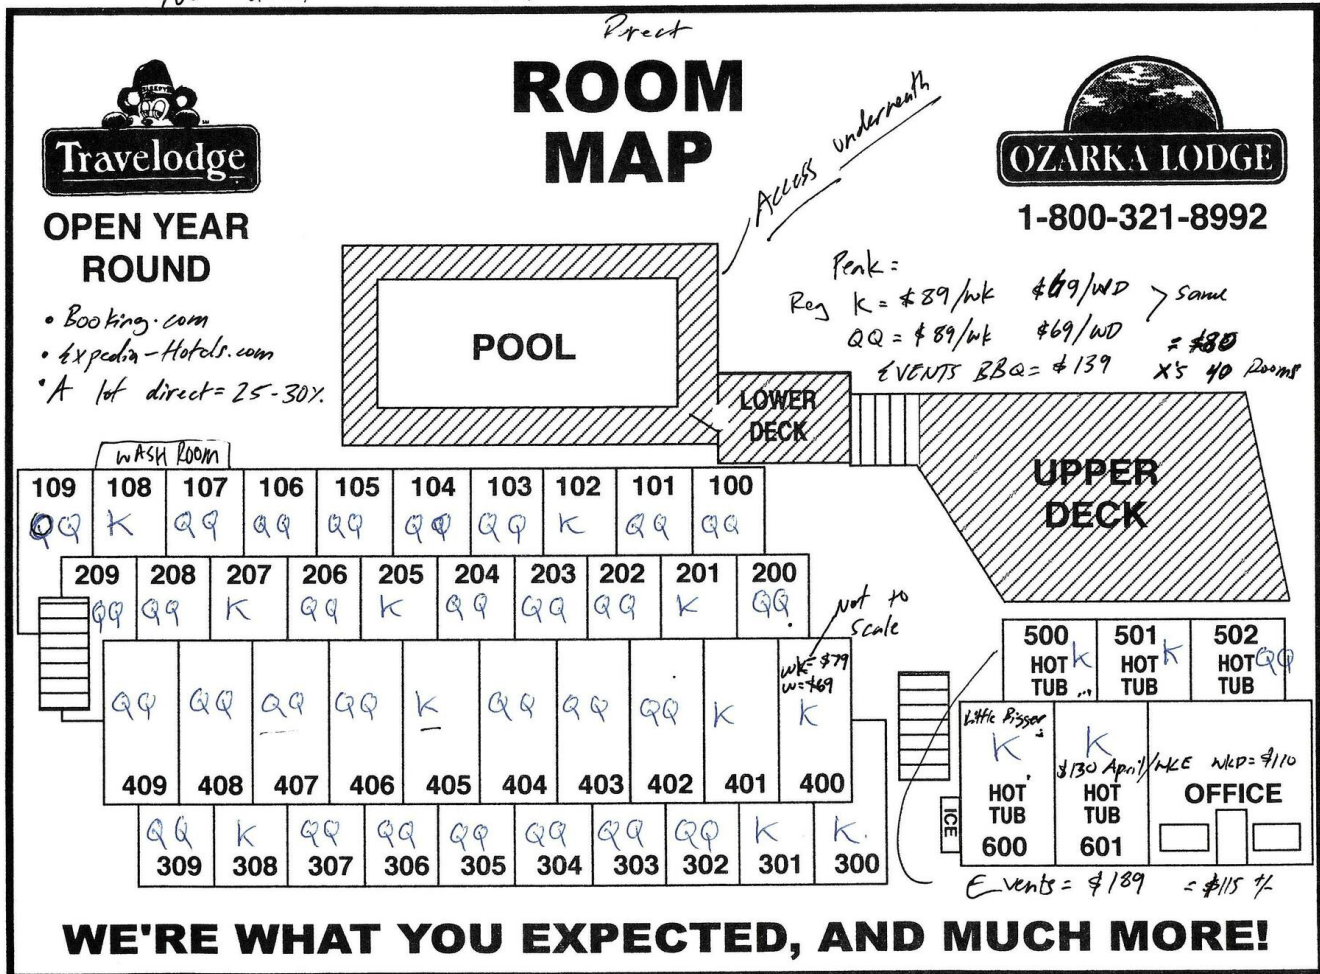 Direct
ROOM
MAP
SLEEPY
Travelodge
OPEN YEAR
ROUND
• Booking.com
• Expedia-Hotels.com
• A lot direct = 25-30%.
Access underneath
OZARKA LODGE
1-800-321-8992
Peak =
Reg K = $89/wk $69/WD > Same
QQ = $89/wk $69/WD = $80
EVENTS BBQ = $139 X's 40 Rooms
POOL
LOWER
DECK
UPPER
DECK
WASH ROOM
109 108 107 106 105 104 103 102 101 100
QQ K QQ QQ QQ QQ QQ K QQ QQ
209 208 207 206 205 204 203 202 201 200
QQ QQ K QQ K QQ QQ QQ K QQ
Not to
Scale
wk = $79
w = $69
QQ QQ QQ QQ K QQ QQ QQ K K
409 408 407 406 405 404 403 402 401 400
QQ K QQ QQ QQ QQ QQ QQ K K
309 308 307 306 305 304 303 302 301 300
500 501 502
HOT K HOT K HOT QQ
TUB TUB TUB
Little Bigger
K K
$130 April/WKE WKD = $110
HOT HOT OFFICE
TUB TUB
ICE
600 601
Events = $189 = $115 +/-
WE'RE WHAT YOU EXPECTED, AND MUCH MORE!